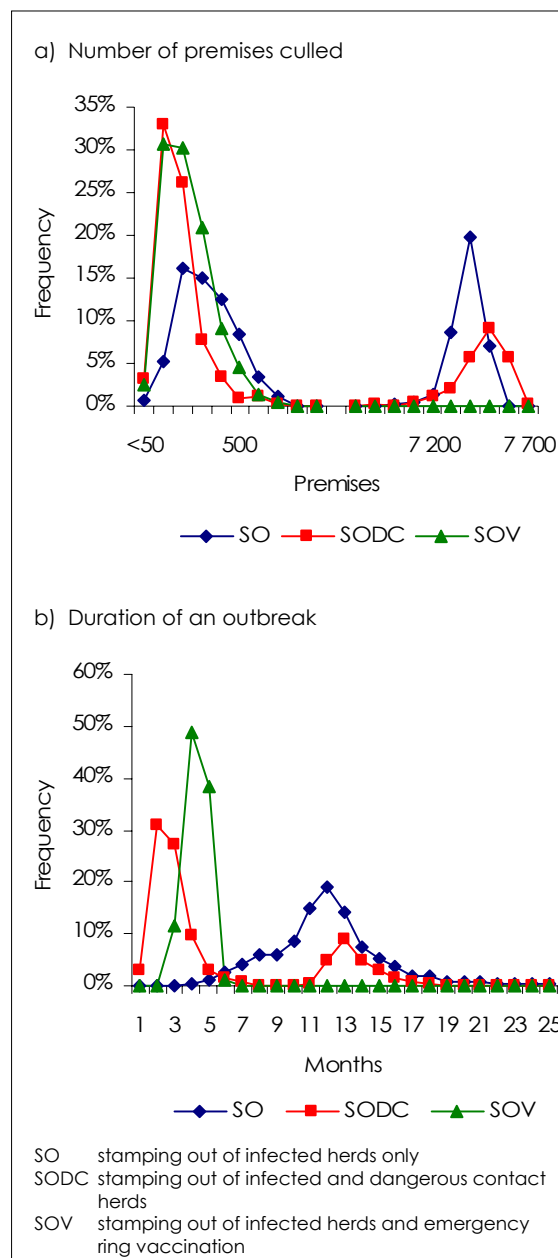 a) Number of premises culled
35%
30%
25%
20%
15%
10%
5%
0%
Frequency
<50 500 7 200 7 700
Premises
SO SODC SOV
b) Duration of an outbreak
60%
50%
40%
30%
20%
10%
0%
Frequency
1 3 5 7 9 11 13 15 17 19 21 23 25
Months
SO SODC SOV
SO stamping out of infected herds only
SODC stamping out of infected and dangerous contact
herds
SOV stamping out of infected herds and emergency
ring vaccination